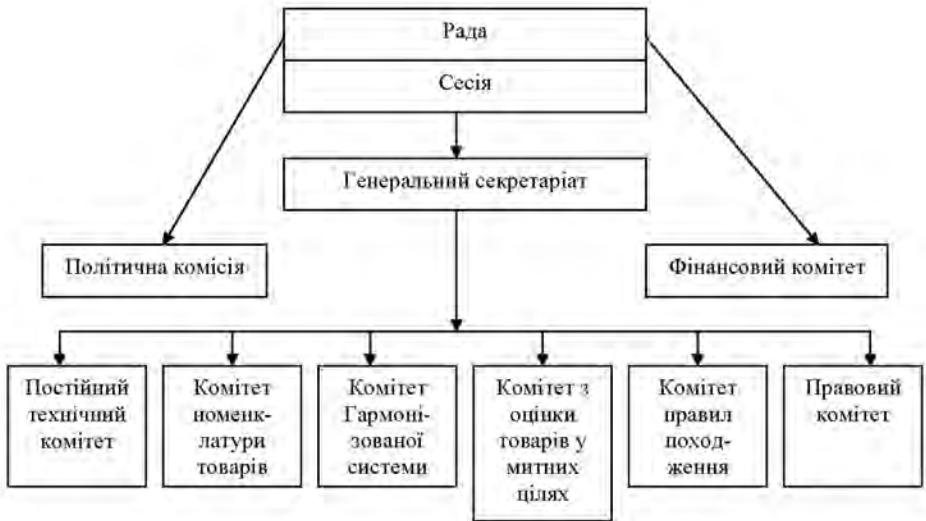 Рада
Сесія
Генеральний секретаріат
Політична комісія
Фінансовий комітет
Постійний
технічний
комітет
Комітет
номенк-
латури
товарів
Комітет
Гармоні-
зованої
системи
Комітет з
оцінки
товарів у
митних
цілях
Комітет
правил
поход-
ження
Правовий
комітет